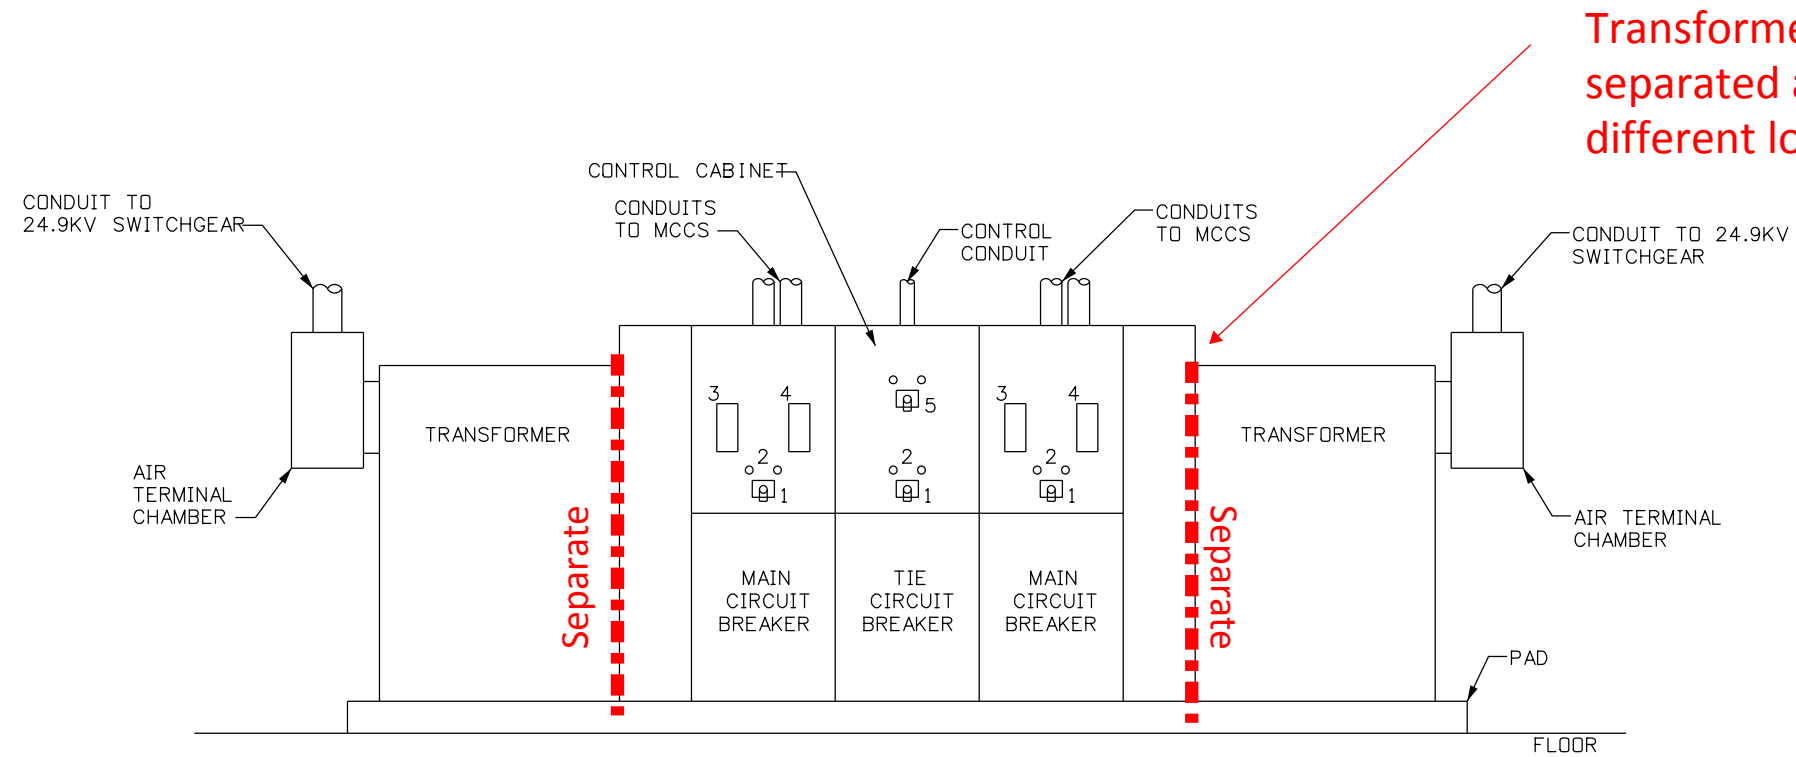 Transforme
separated a
different lo
CONTROL CABINET
CONDUIT TO
24.9KV SWITCHGEAR
CONDUITS
TO MCCS
CONTROL
CONDUIT
CONDUITS
TO MCCS
CONDUIT TO 24.9KV
SWITCHGEAR
3
4
5
3
4
TRANSFORMER
TRANSFORMER
2
1
2
1
2
1
AIR
TERMINAL
CHAMBER
Separate
Separate
AIR TERMINAL
CHAMBER
MAIN
CIRCUIT
BREAKER
TIE
CIRCUIT
BREAKER
MAIN
CIRCUIT
BREAKER
PAD
FLOOR